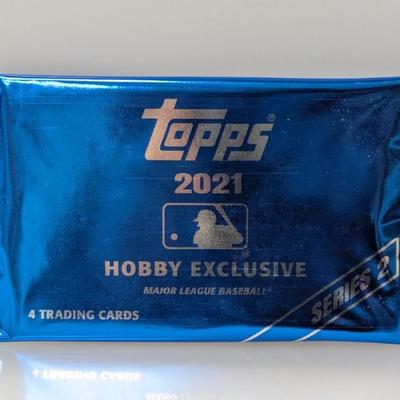 Topps®
2021
HOBBY EXCLUSIVE
MAJOR LEAGUE BASEBALL®
SERIES 2
4 TRADING CARDS